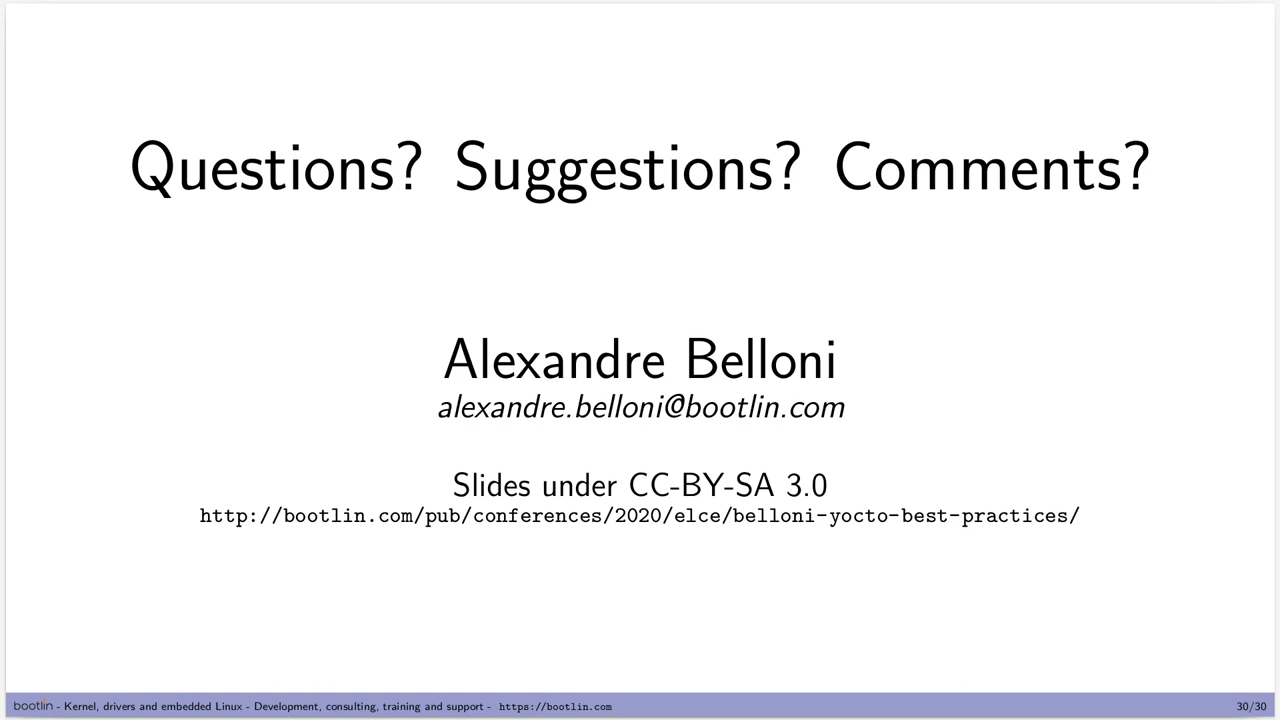 Questions? Suggestions? Comments?
Alexandre Belloni
alexandre.belloni@bootlin.com
Slides under CC-BY-SA 3.0
http://bootlin.com/pub/conferences/2020/elce/belloni-yocto-best-practices/
bootlin - Kernel, drivers and embedded Linux - Development, consulting, training and support - https://bootlin.com 30/30